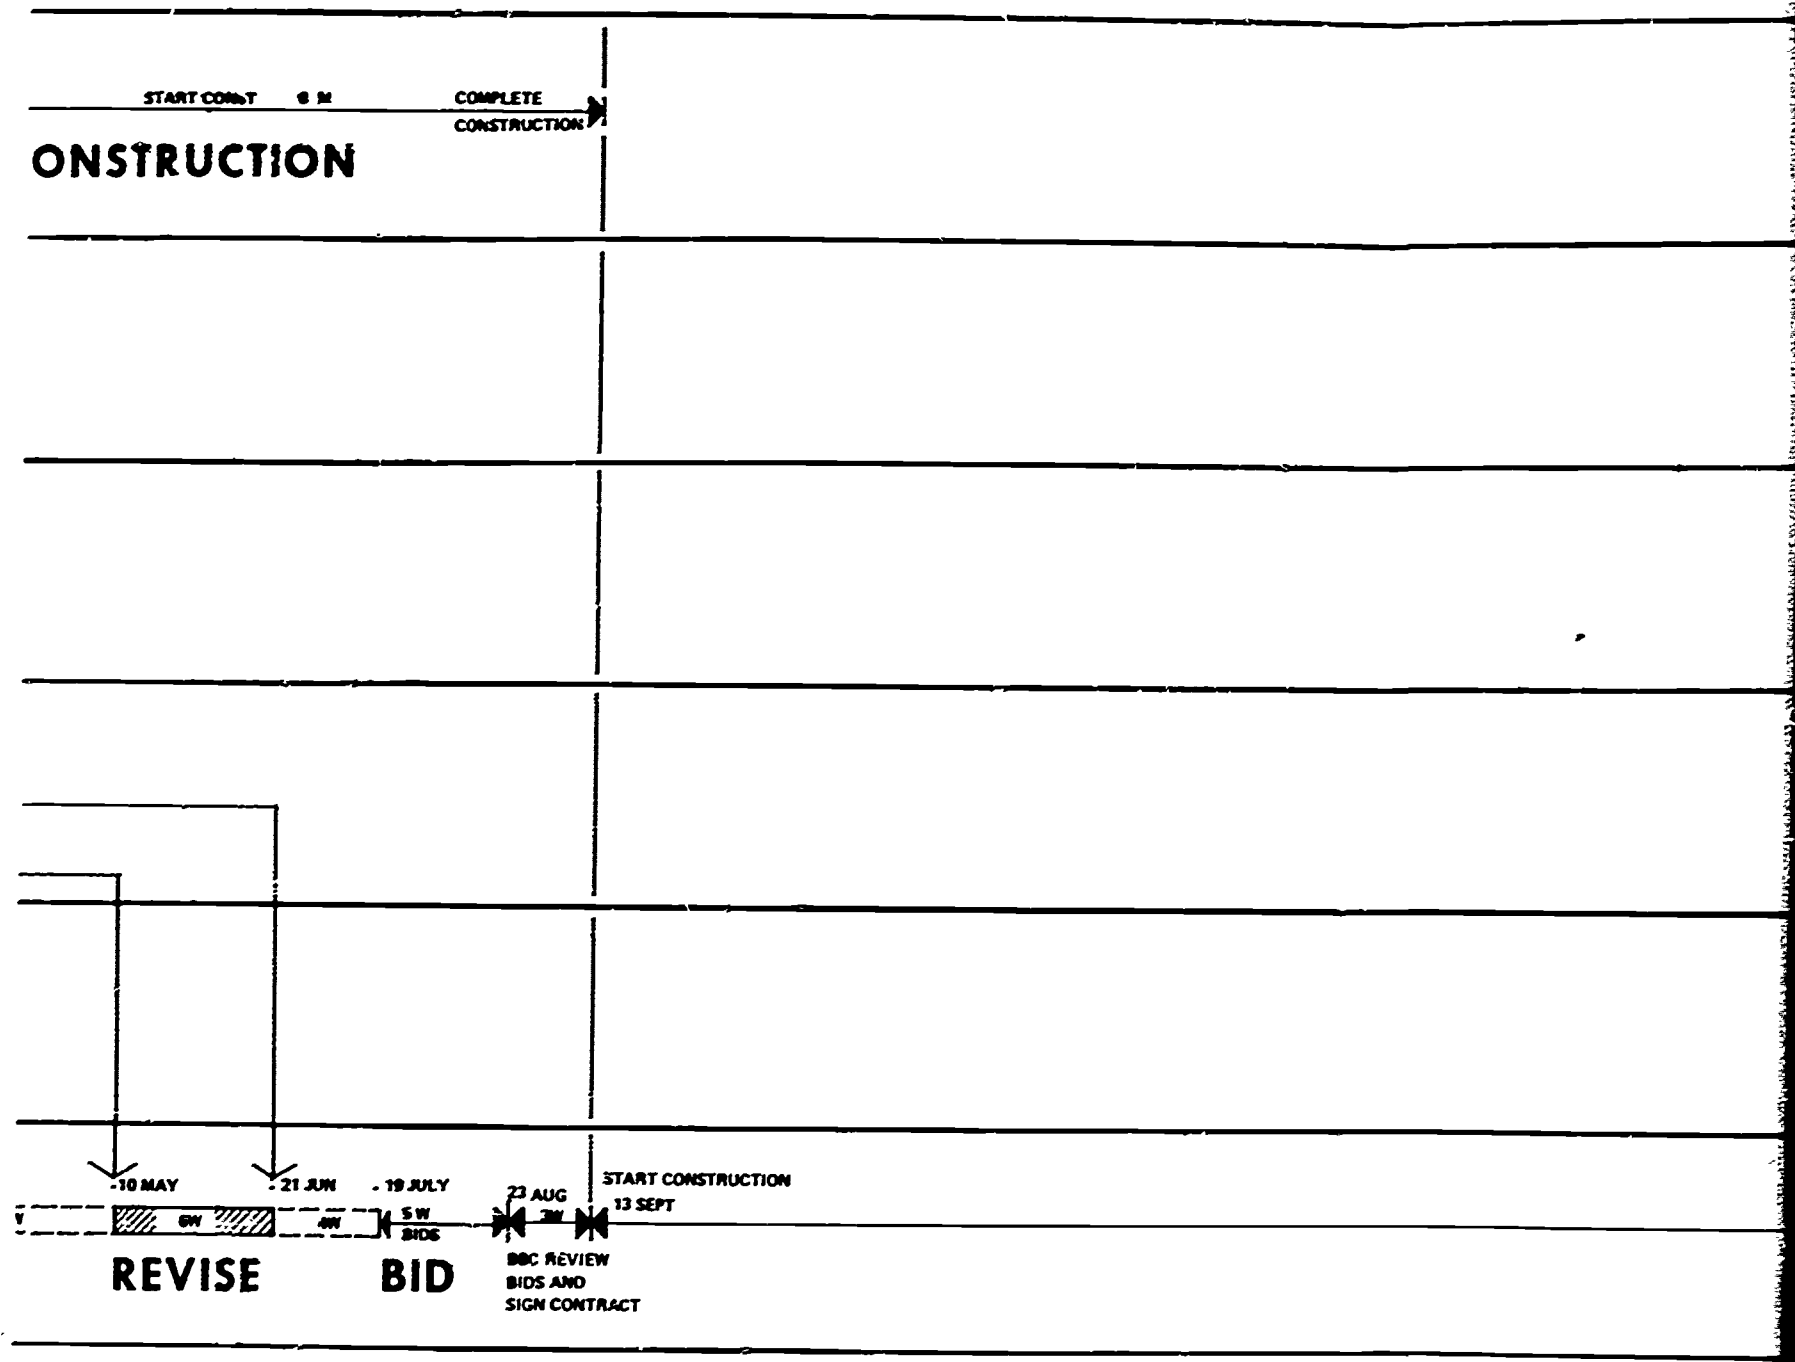 START CONST
COMPLETE
CONSTRUCTION
ONSTRUCTION
10 MAY
21 JUN
19 JULY
23 AUG
START CONSTRUCTION
13 SEPT
6W
4W
5 W
BIDS
3W
REVISE
BID
REVIEW
BIDS AND
SIGN CONTRACT